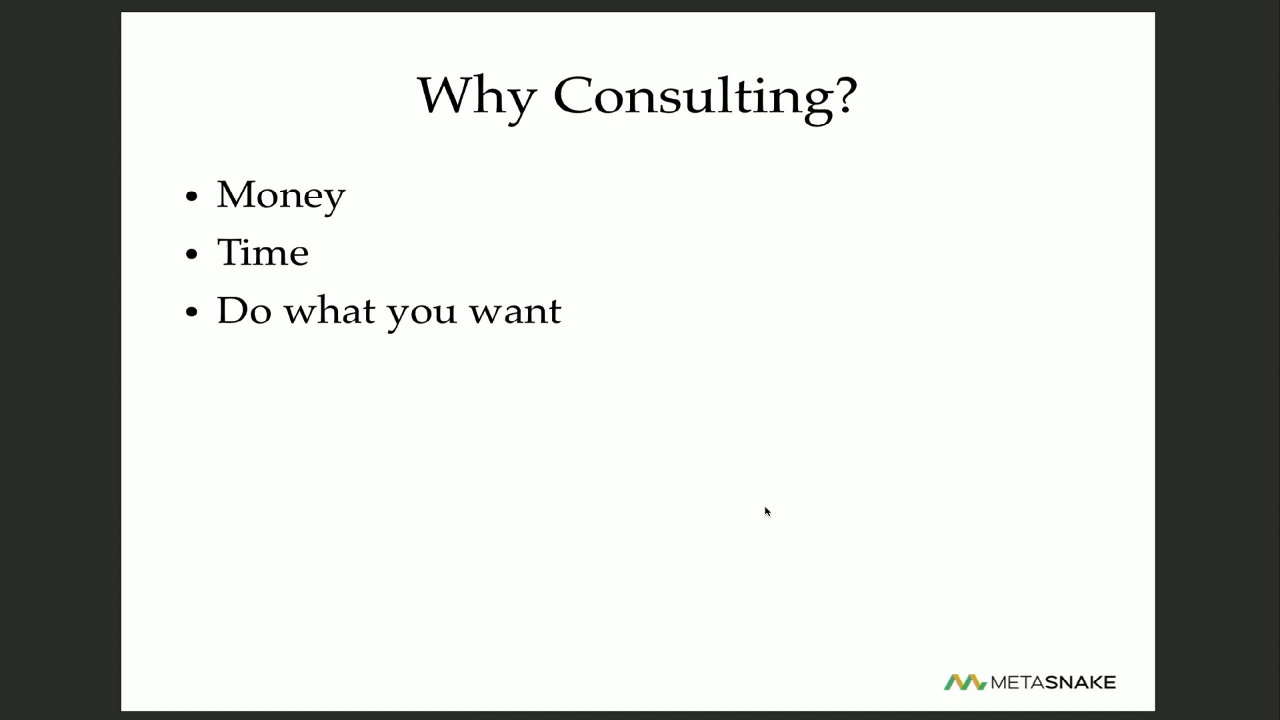 Why Consulting?
• Money
• Time
• Do what you want
METASNAKE